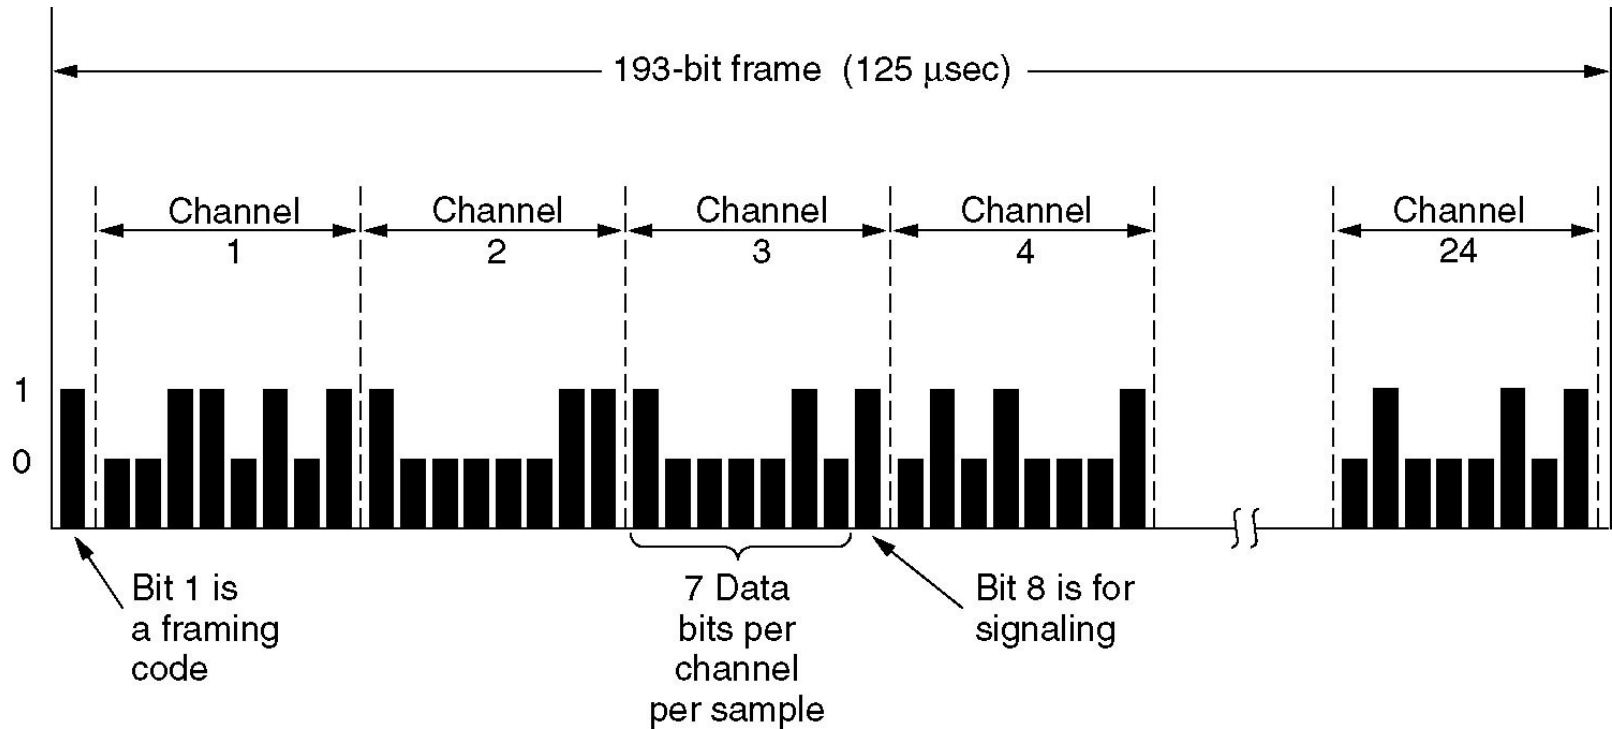 193-bit frame (125 μsec)
Channel
1
Channel
2
Channel
3
Channel
4
Channel
24
1
0
Bit 1 is
a framing
code
7 Data
bits per
channel
per sample
Bit 8 is for
signaling